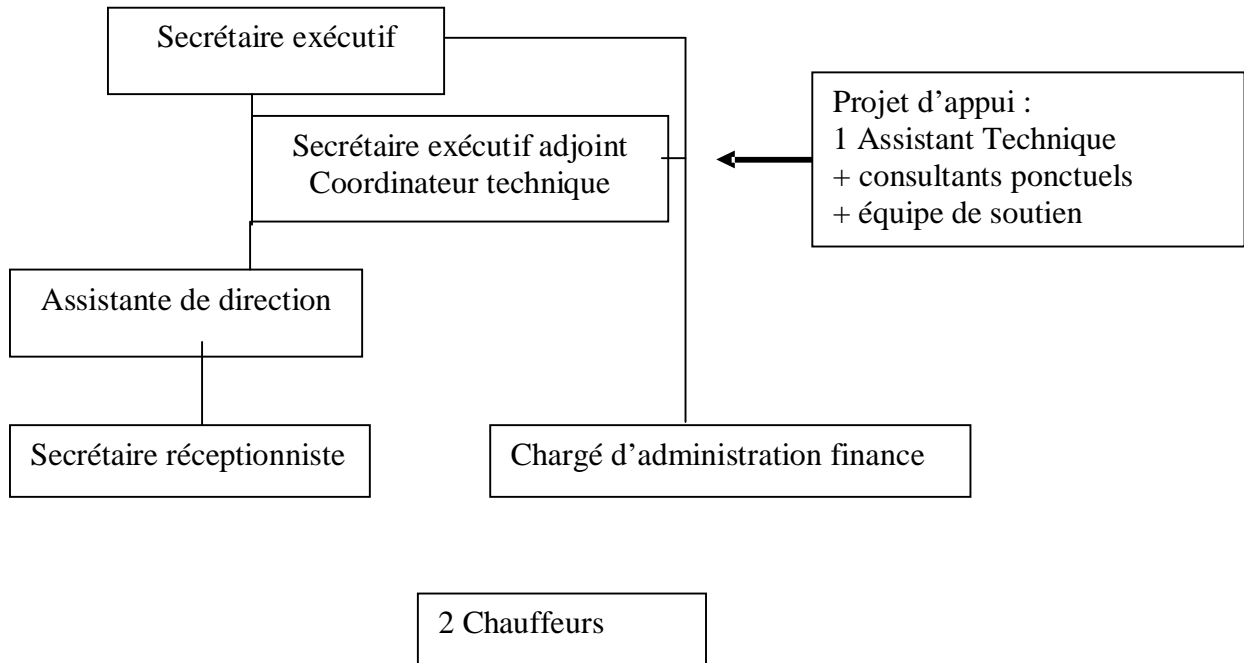 Secrétaire exécutif
Secrétaire exécutif adjoint
Coordinateur technique
Projet d’appui :
1 Assistant Technique
+ consultants ponctuels
+ équipe de soutien
Assistante de direction
Secrétaire réceptionniste
Chargé d’administration finance
2 Chauffeurs